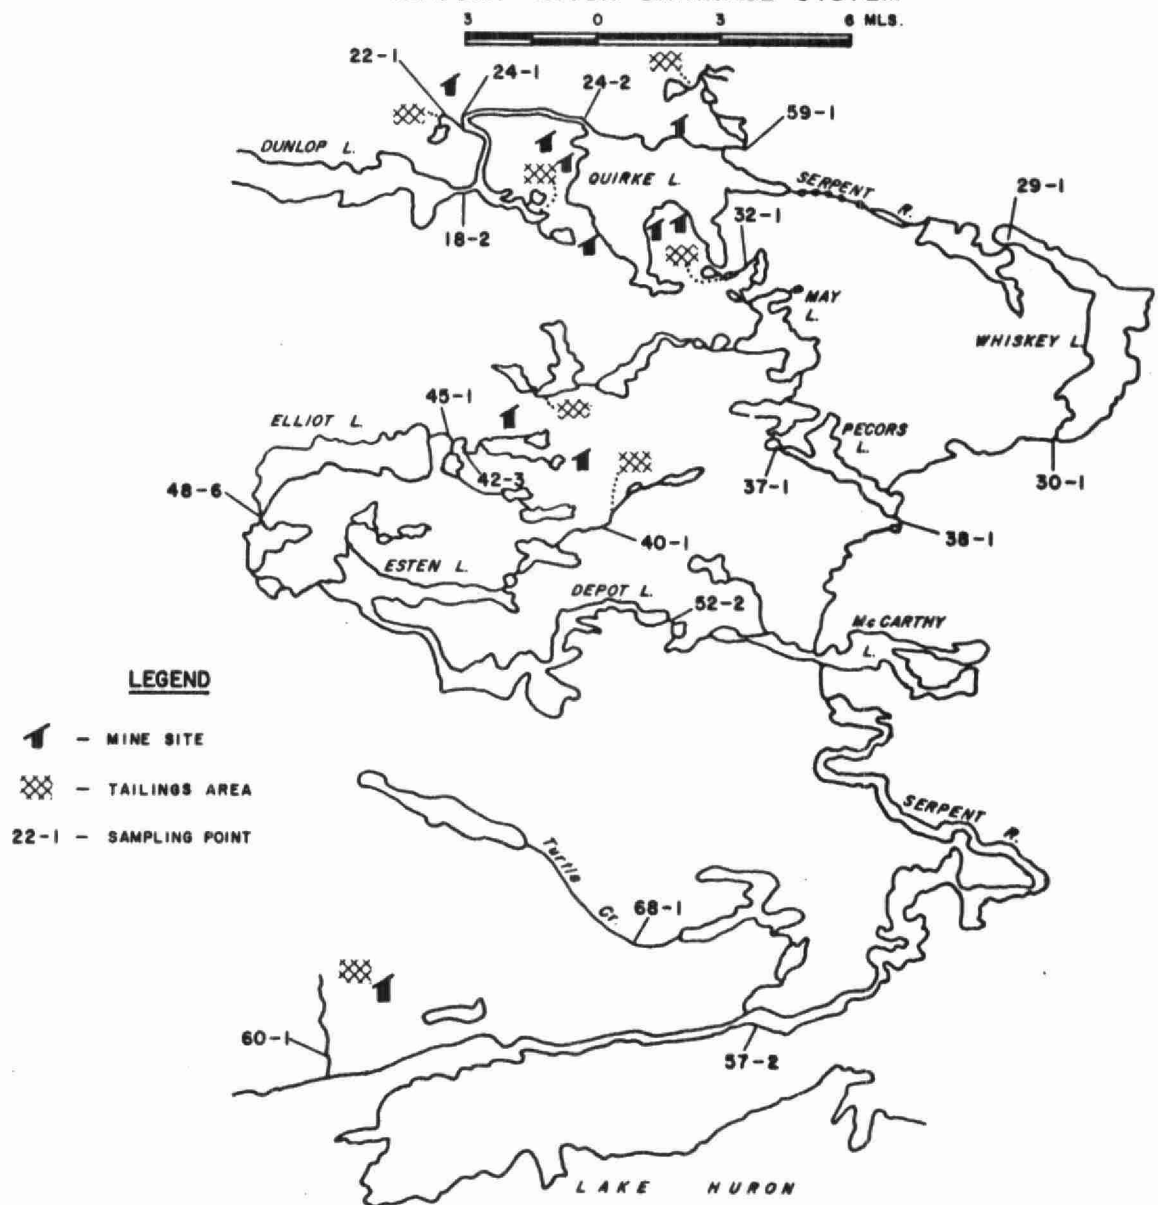 3 0 3 6 MLS.
22-1
24-1
24-2
59-1
DUNLOP L.
QUIRKE L.
SERPENT R.
29-1
18-2
32-1
MAY L.
WHISKEY L.
45-1
ELLIOT L.
PECORS L.
42-3
48-6
37-1
30-1
40-1
38-1
ESTEN L.
DEPOT L.
52-2
McCARTHY L.
LEGEND
- MINE SITE
- TAILINGS AREA
22-1 - SAMPLING POINT
SERPENT R.
Turtle Cr.
68-1
60-1
57-2
LAKE HURON